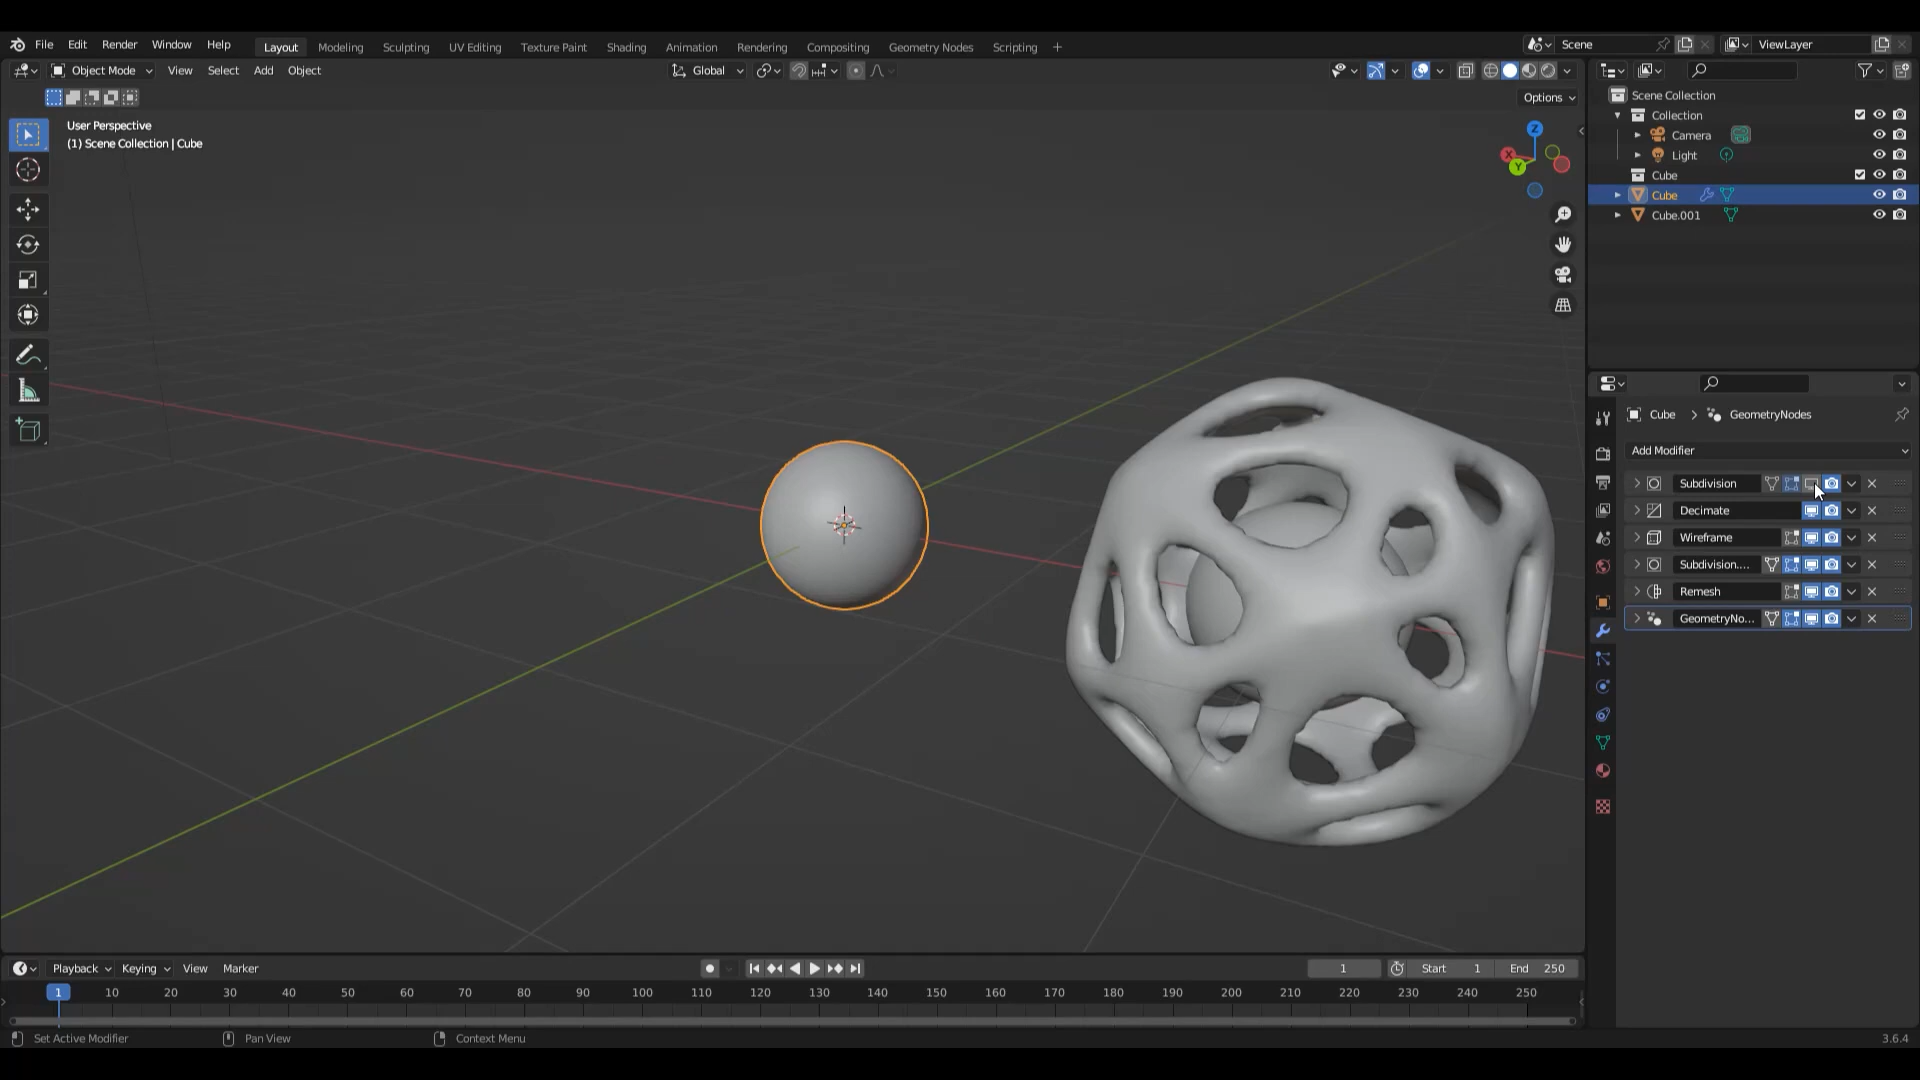 File Edit Render Window Help
Layout Modeling Sculpting UV Editing Texture Paint Shading Animation Rendering Compositing Geometry Nodes Scripting +
Scene
ViewLayer
Object Mode View Select Add Object
Global
Options
User Perspective
(1) Scene Collection | Cube
Z
X
Y
Scene Collection
Collection
Camera
Light
Cube
Cube
Cube.001
Cube > GeometryNodes
Add Modifier
Subdivision
Decimate
Wireframe
Subdivision....
Remesh
GeometryNo...
Playback Keying View Marker
1
Start 1
End 250
1 10 20 30 40 50 60 70 80 90 100 110 120 130 140 150 160 170 180 190 200 210 220 230 240 250
Set Active Modifier
Pan View
Context Menu
3.6.4